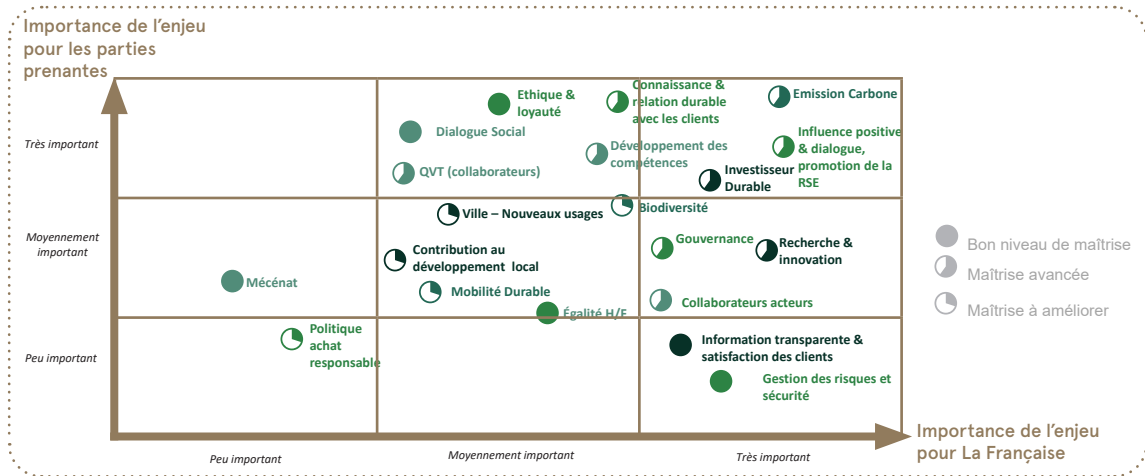 Importance de l'enjeu
pour les parties
prenantes
Très important
Moyennement
important
Peu important
Ethique &
loyauté
Connaissance &
relation durable
avec les clients
Emission Carbone
Dialogue Social
Influence positive
& dialogue,
promotion de la
RSE
Développement des
compétences
QVT (collaborateurs)
Investisseur
Durable
Ville – Nouveaux usages
Biodiversité
Gouvernance
Recherche &
innovation
Contribution au
développement local
Mécénat
Mobilité Durable
Collaborateurs acteurs
Égalité H/F
Politique
achat
responsable
Information transparente &
satisfaction des clients
Gestion des risques et
sécurité
Bon niveau de maîtrise
Maîtrise avancée
Maîtrise à améliorer
Peu important
Moyennement important
Très important
Importance de l'enjeu
pour La Française